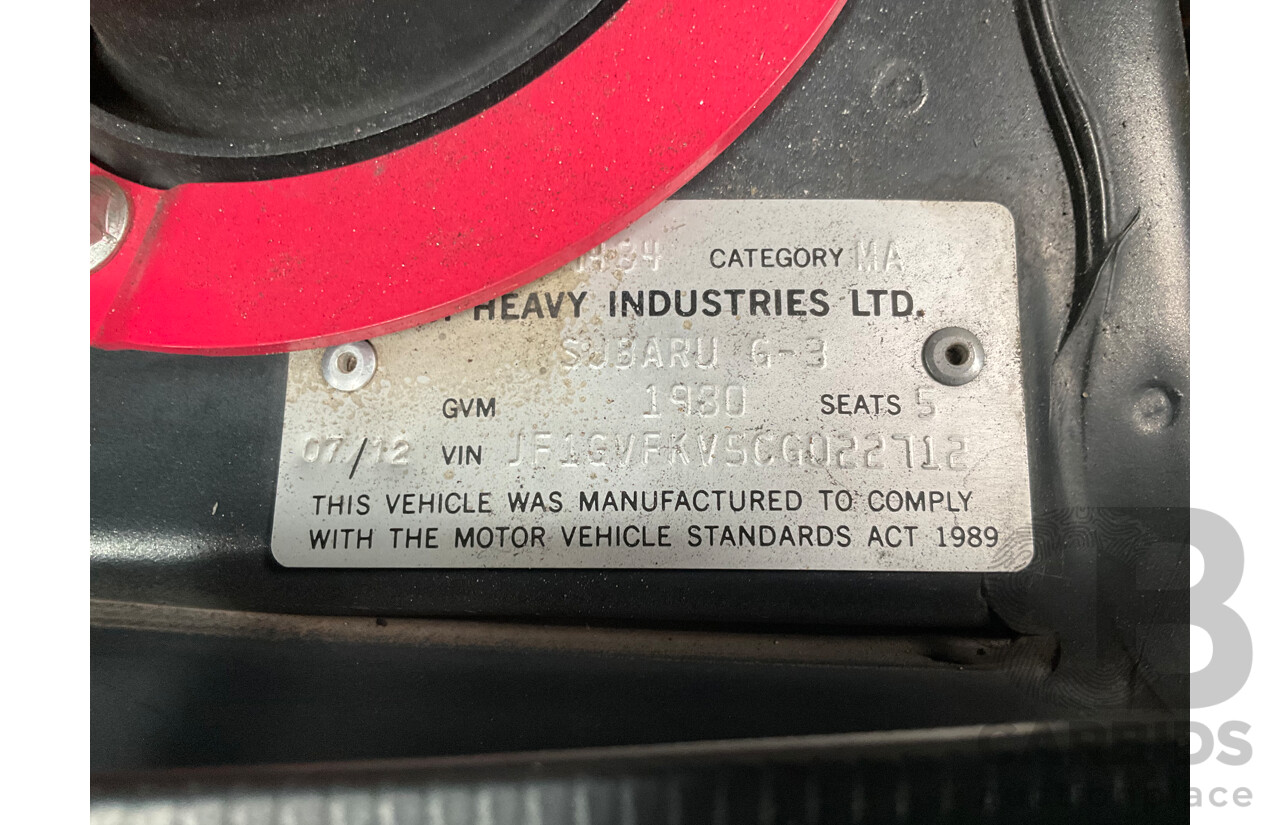 CATEGORY MA
HEAVY INDUSTRIES LTD.
SUBARU G-3
GVM 1980 SEATS 5
07/12 VIN JF1GVFKV5CG022712
THIS VEHICLE WAS MANUFACTURED TO COMPLY
WITH THE MOTOR VEHICLE STANDARDS ACT 1989